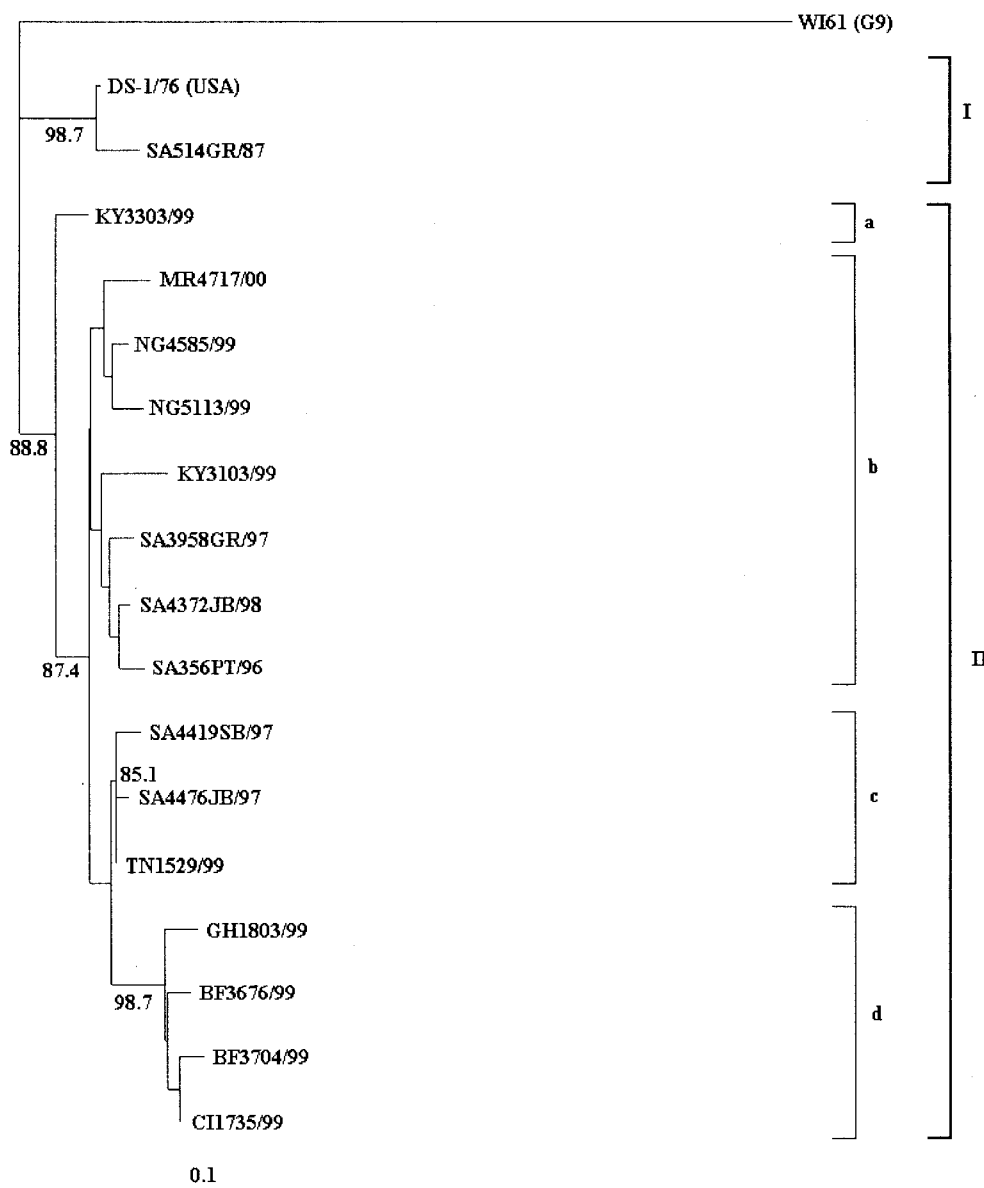 WI61 (G9)
DS-1/76 (USA)
I
98.7
SA514GR/87
KY3303/99
a
MR4717/00
NG4585/99
NG5113/99
88.8
KY3103/99
b
SA3958GR/97
SA4372JB/98
87.4
SA356PT/96
II
SA4419SB/97
85.1
SA4476JB/97
c
TN1529/99
GH1803/99
98.7
BF3676/99
d
BF3704/99
CI1735/99
0.1